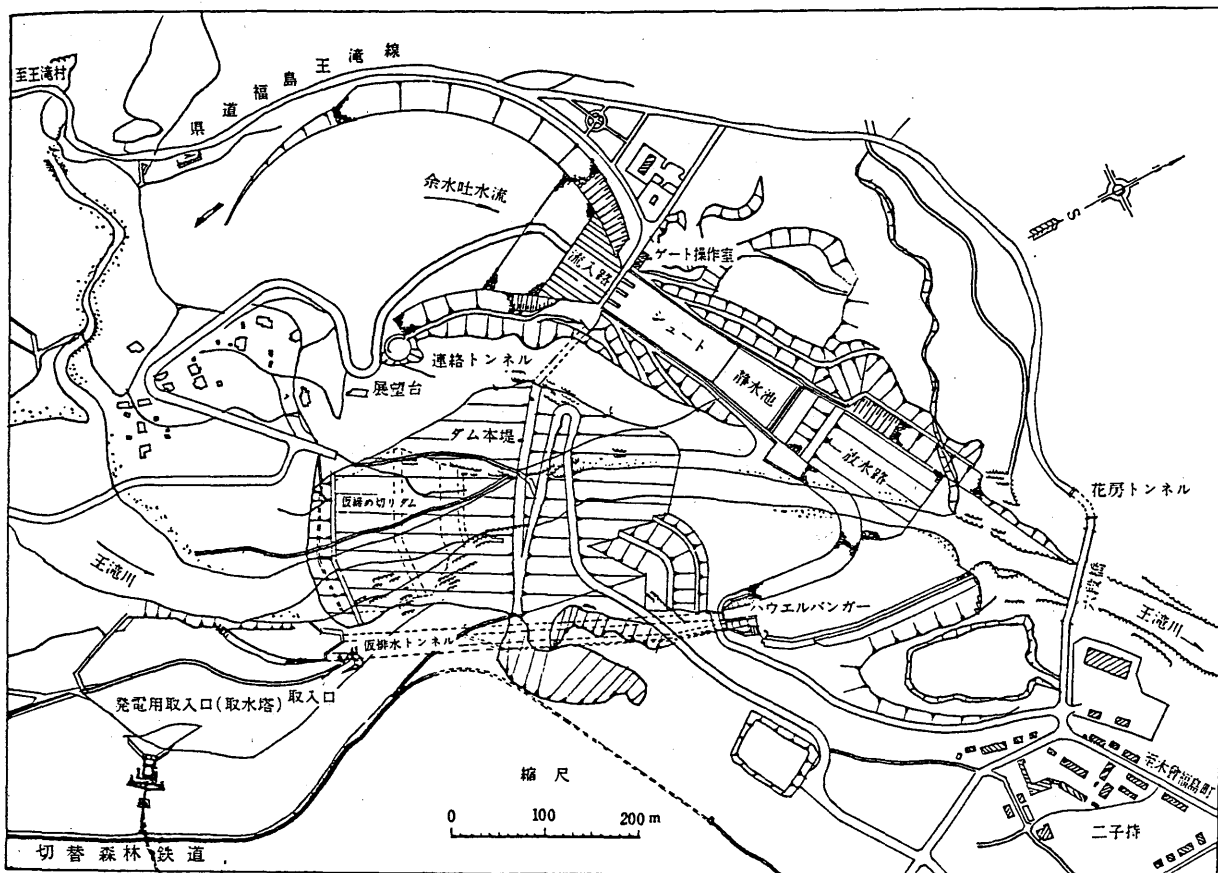 至王滝村
県道福島王滝線
余水吐水流
流入路
ゲート操作室
S
シュート
連絡トンネル
展望台
静水池
ダム本堤
放水路
仮締め切りダム
花房トンネル
王滝川
ハウエルバンガー
六段橋
王滝川
仮排水トンネル
取入口
発電用取入口(取水塔)
至木曾福島町
縮尺
0 100 200 m
二子持
切替森林鉄道